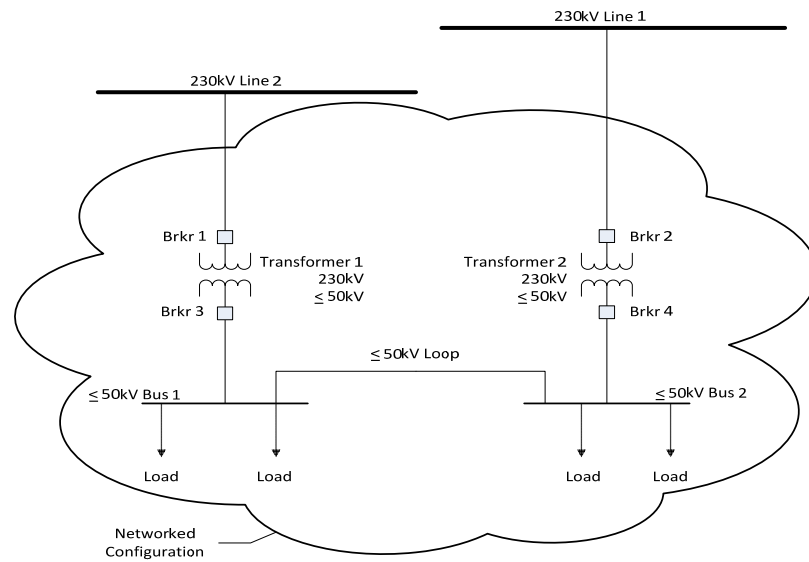 230kV Line 1
230kV Line 2
Brkr 1
Brkr 2
Transformer 1
230kV
≤ 50kV
Transformer 2
230kV
≤ 50kV
Brkr 3
Brkr 4
≤ 50kV Loop
≤ 50kV Bus 1
≤ 50kV Bus 2
Load
Load
Load
Load
Networked
Configuration